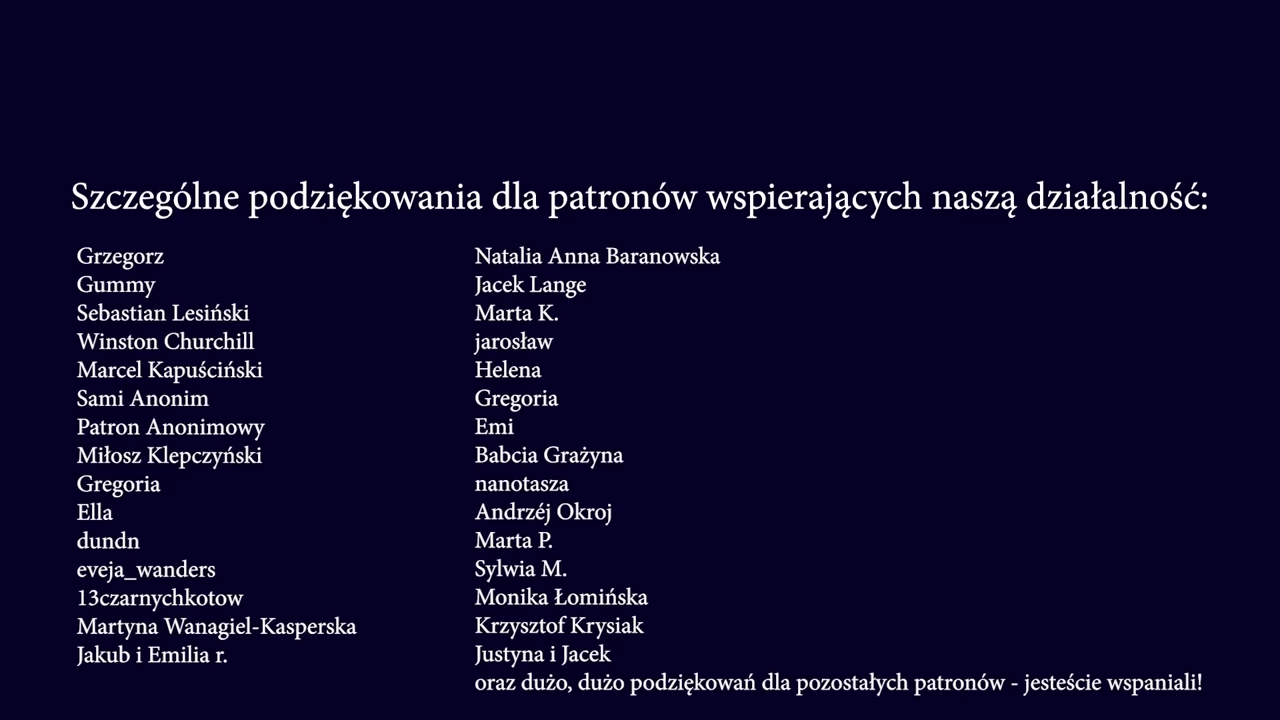 Szczególne podziękowania dla patronów wspierających naszą działalność:
Grzegorz
Gummy
Sebastian Lesiński
Winston Churchill
Marcel Kapuściński
Sami Anonim
Patron Anonimowy
Miłosz Klepczyński
Gregoria
Ella
dundn
eveja_wanders
13czarnychkotow
Martyna Wanagiel-Kasperska
Jakub i Emilia r.
Natalia Anna Baranowska
Jacek Lange
Marta K.
jarosław
Helena
Gregoria
Emi
Babcia Grażyna
nanotasza
Andrzéj Okroj
Marta P.
Sylwia M.
Monika Łomińska
Krzysztof Krysiak
Justyna i Jacek
oraz dużo, dużo podziękowań dla pozostałych patronów - jesteście wspaniali!